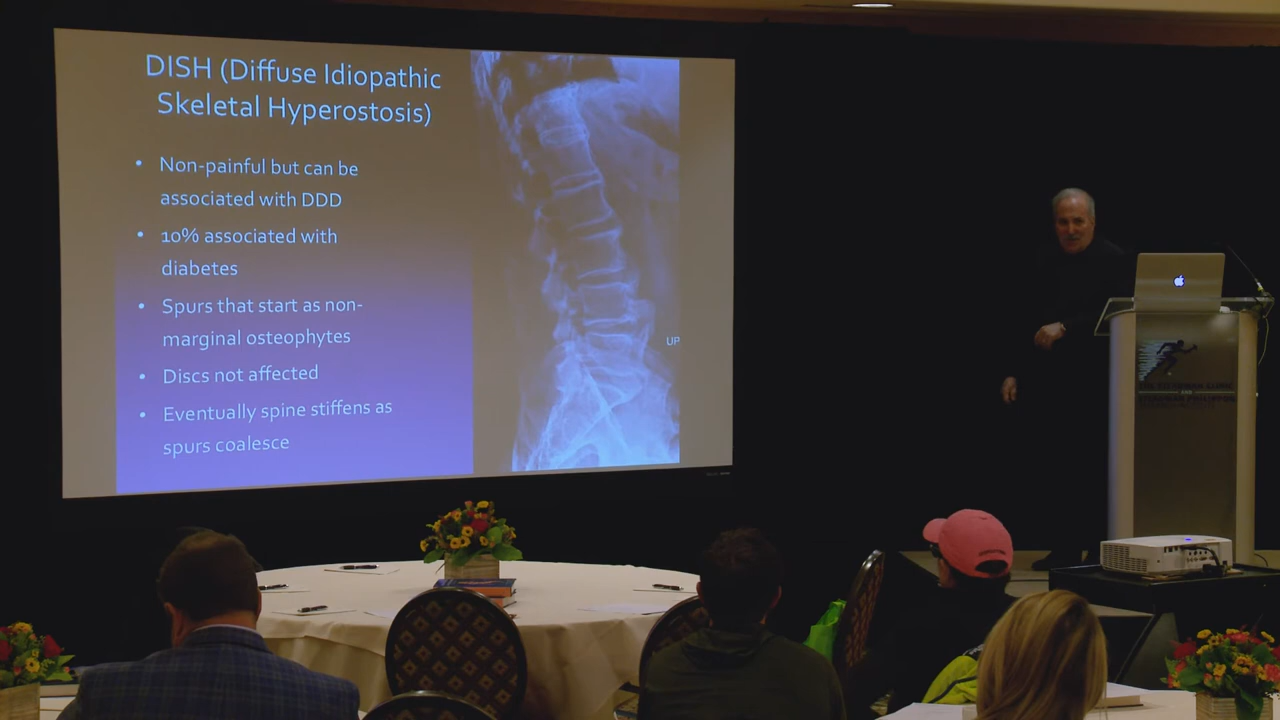 DISH (Diffuse Idiopathic
Skeletal Hyperostosis)
• Non-painful but can be
associated with DDD
• 10% associated with
diabetes
• Spurs that start as non-
marginal osteophytes
• Discs not affected
• Eventually spine stiffens as
spurs coalesce
UP